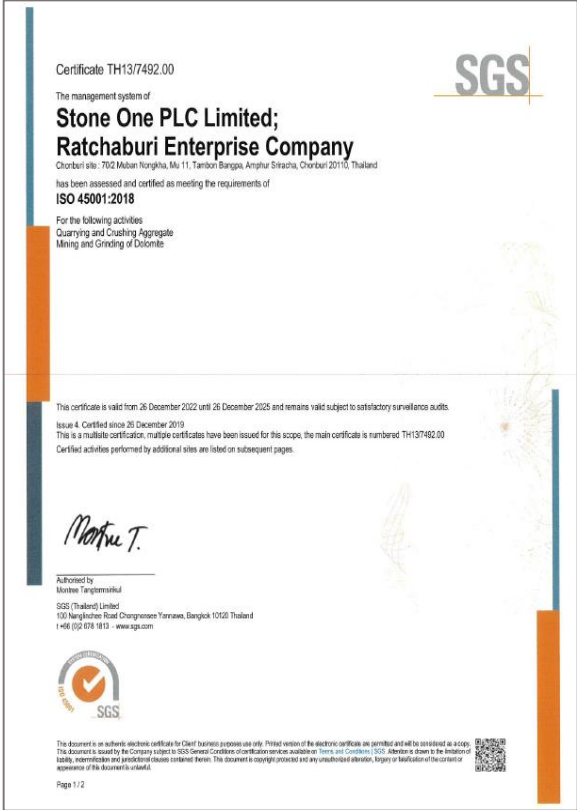 SGS
Certificate TH13/7492.00
The management system of
Stone One PLC Limited;
Ratchaburi Enterprise Company
Chonburi site : 70/2 Muban Nongkha, Mu 11, Tambon Bangpa, Amphur Sriracha, Chonburi 20110, Thailand
has been assessed and certified as meeting the requirements of
ISO 45001:2018
For the following activities
Quarrying and Crushing Aggregate
Mining and Grinding of Dolomite
This certificate is valid from 26 December 2022 until 26 December 2025 and remains valid subject to satisfactory surveillance audits.
Issue 4. Certified since 26 December 2019
This is a multisite certification, multiple certificates have been issued for this scope, the main certificate is numbered TH13/7492.00
Certified activities performed by additional sites are listed on subsequent pages.
Montree T.
Authorised by
Montree Tangtermsirikul
SGS (Thailand) Limited
100 Nanglinchee Road Chongnonsee Yannawa, Bangkok 10120 Thailand
t +66 (0)2 678 1813 - www.sgs.com
SYSTEM CERTIFICATION
ISO 45001
SGS
This document is an authentic electronic certificate for Client' business purposes use only. Printed version of the electronic certificate are permitted and will be considered as a copy.
This document is issued by the Company subject to SGS General Conditions of certification services available on Terms and Conditions | SGS. Attention is drawn to the limitation of
liability, indemnification and jurisdictional clauses contained therein. This document is copyright protected and any unauthorized alteration, forgery or falsification of the content or
appearance of this document is unlawful.
Page 1 / 2